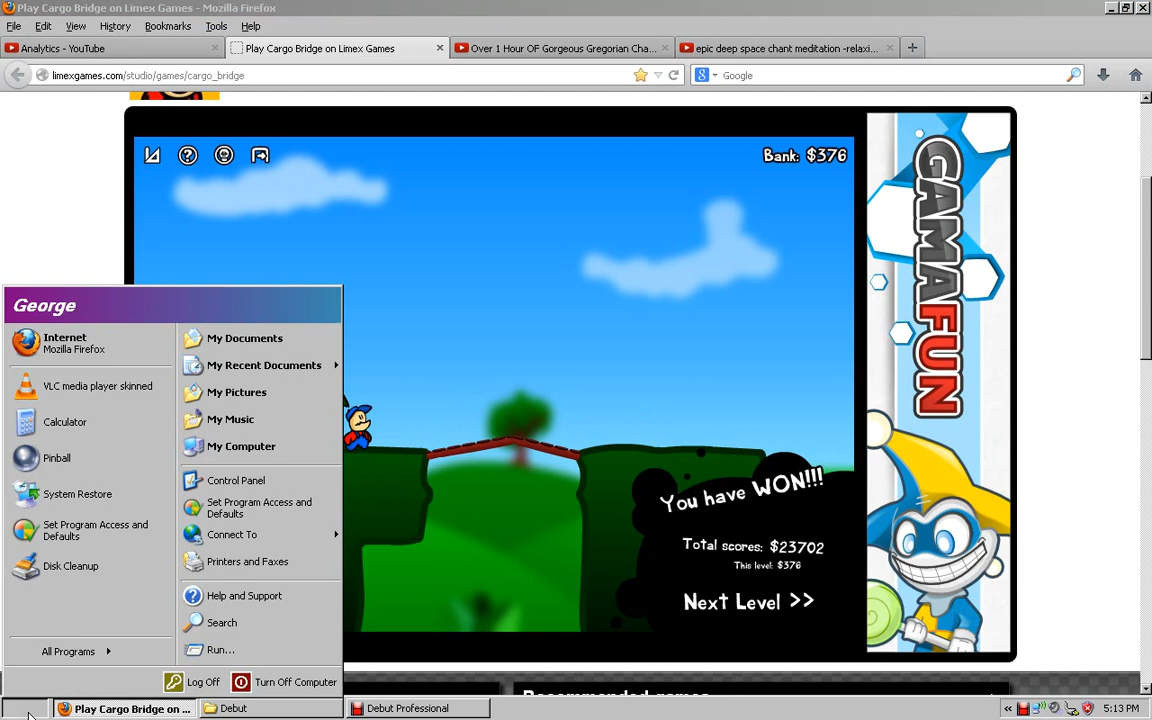 Play Cargo Bridge on Limex Games - Mozilla Firefox
File Edit View History Bookmarks Tools Help
Analytics - YouTube
Play Cargo Bridge on Limex Games
Over 1 Hour OF Gorgeous Gregorian Cha...
epic deep space chant meditation -relaxi...
limexgames.com/studio/games/cargo_bridge
Google
Bank: $376
GAMAFUN
George
Internet
Mozilla Firefox
VLC media player skinned
Calculator
Pinball
System Restore
Set Program Access and
Defaults
Disk Cleanup
All Programs
My Documents
My Recent Documents
My Pictures
My Music
My Computer
Control Panel
Set Program Access and
Defaults
Connect To
Printers and Faxes
Help and Support
Search
Run...
Log Off
Turn Off Computer
You have WON!!!
Total scores: $23702
This level: $376
Next Level >>
Recommended games
Play Cargo Bridge on ...
Debut
Debut Professional
5:13 PM